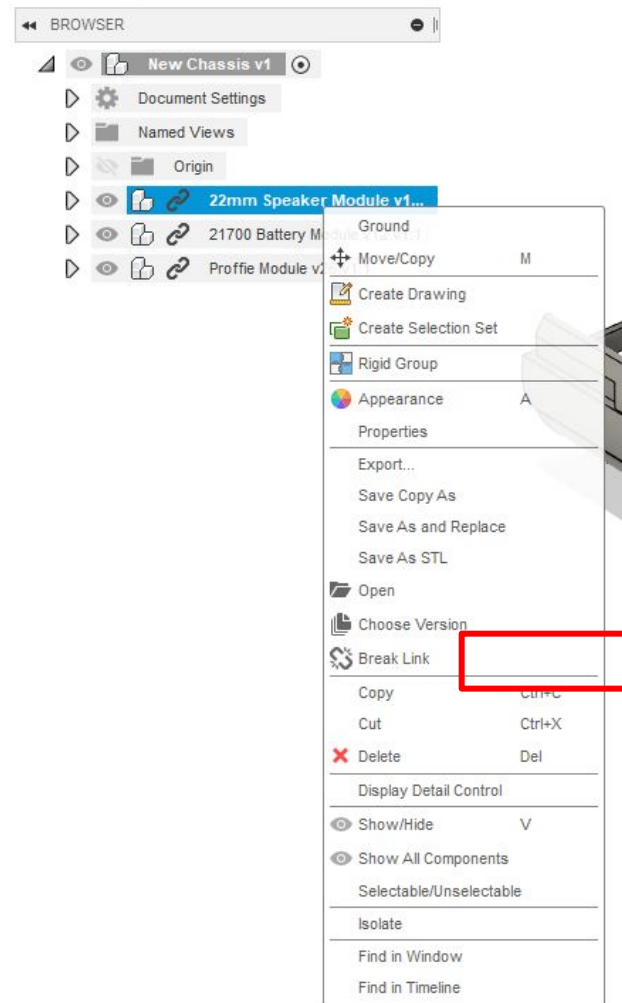 BROWSER
New Chassis v1
Document Settings
Named Views
Origin
22mm Speaker Module v1...
21700 Battery
Proffie Module
Ground
Move/Copy M
Create Drawing
Create Selection Set
Rigid Group
Appearance A
Properties
Export...
Save Copy As
Save As and Replace
Save As STL
Open
Choose Version
Break Link
Copy Ctrl+C
Cut Ctrl+X
Delete Del
Display Detail Control
Show/Hide V
Show All Components
Selectable/Unselectable
Isolate
Find in Window
Find in Timeline